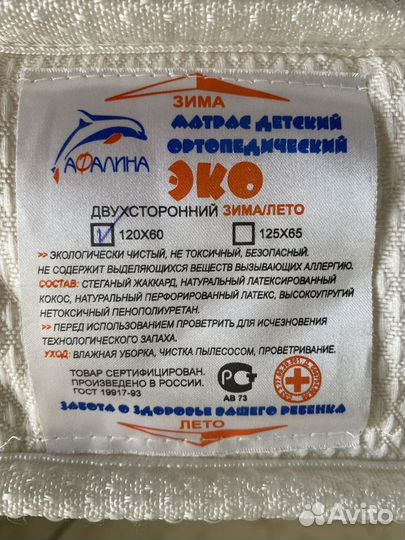 ЗИМА
АФАЛИНА
МАТРАС ДЕТСКИЙ
ОРТОПЕДИЧЕСКИЙ
ЭКО
ДВУХСТОРОННИЙ ЗИМА/ЛЕТО
120Х60 125Х65
>> ЭКОЛОГИЧЕСКИ ЧИСТЫЙ, НЕ ТОКСИЧНЫЙ, БЕЗОПАСНЫЙ.
НЕ СОДЕРЖИТ ВЫДЕЛЯЮЩИХСЯ ВЕЩЕСТВ ВЫЗЫВАЮЩИХ АЛЛЕРГИЮ.
СОСТАВ: СТЕГАНЫЙ ЖАККАРД, НАТУРАЛЬНЫЙ ЛАТЕКСИРОВАННЫЙ
КОКОС, НАТУРАЛЬНЫЙ ПЕРФОРИРОВАННЫЙ ЛАТЕКС, ВЫСОКОУПРУГИЙ
НЕТОКСИЧНЫЙ ПЕНОПОЛИУРЕТАН.
>> ПЕРЕД ИСПОЛЬЗОВАНИЕМ ПРОВЕТРИТЬ ДЛЯ ИСЧЕЗНОВЕНИЯ
ТЕХНОЛОГИЧЕСКОГО ЗАПАХА.
УХОД: ВЛАЖНАЯ УБОРКА, ЧИСТКА ПЫЛЕСОСОМ, ПРОВЕТРИВАНИЕ.
ТОВАР СЕРТИФИЦИРОВАН.
ПРОИЗВЕДЕНО В РОССИИ.
ГОСТ 19917-93
АВ 73
ЗАБОТА О ЗДОРОВЬЕ ВАШЕГО РЕБЕНКА
ЛЕТО
Avito